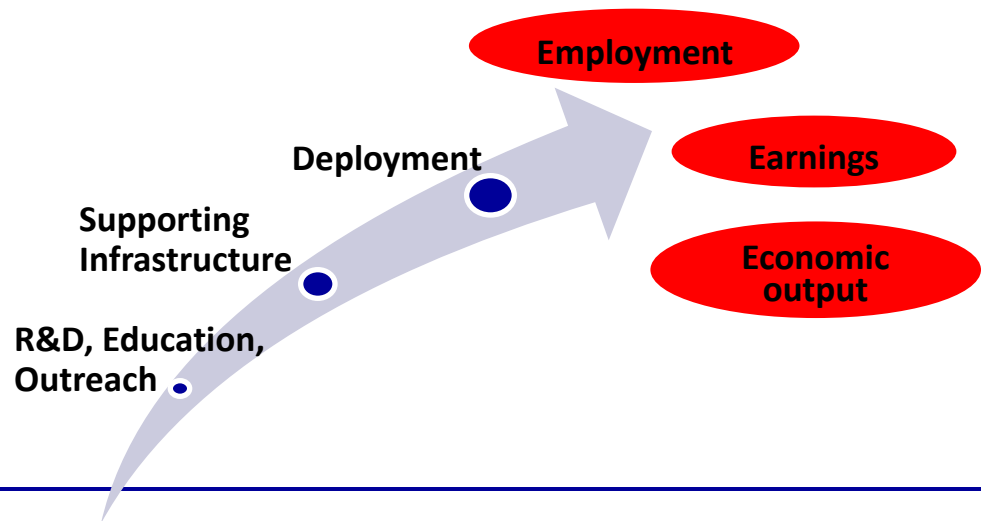 Employment
Deployment
Earnings
Supporting
Infrastructure
Economic
output
R&D, Education,
Outreach